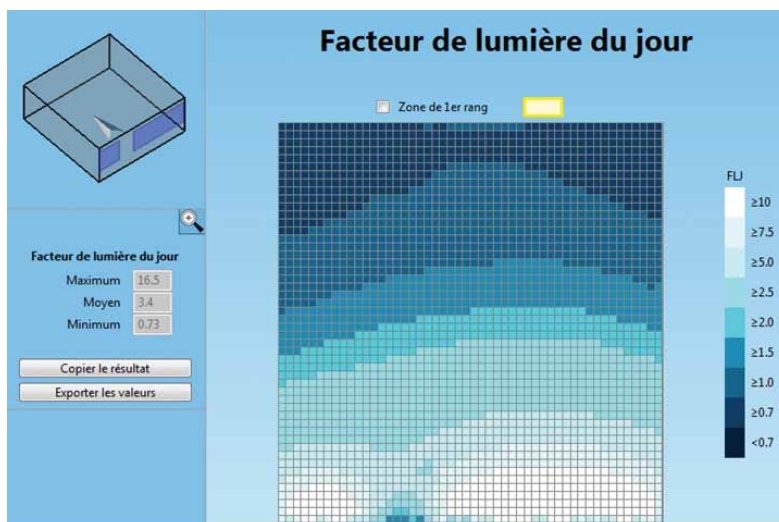 Facteur de lumière du jour
Zone de 1er rang
Facteur de lumière du jour
Maximum 16.5
Moyen 3.4
Minimum 0.73
Copier le résultat
Exporter les valeurs
FLJ
≥10
≥7.5
≥5.0
≥2.5
≥2.0
≥1.5
≥1.0
≥0.7
<0.7